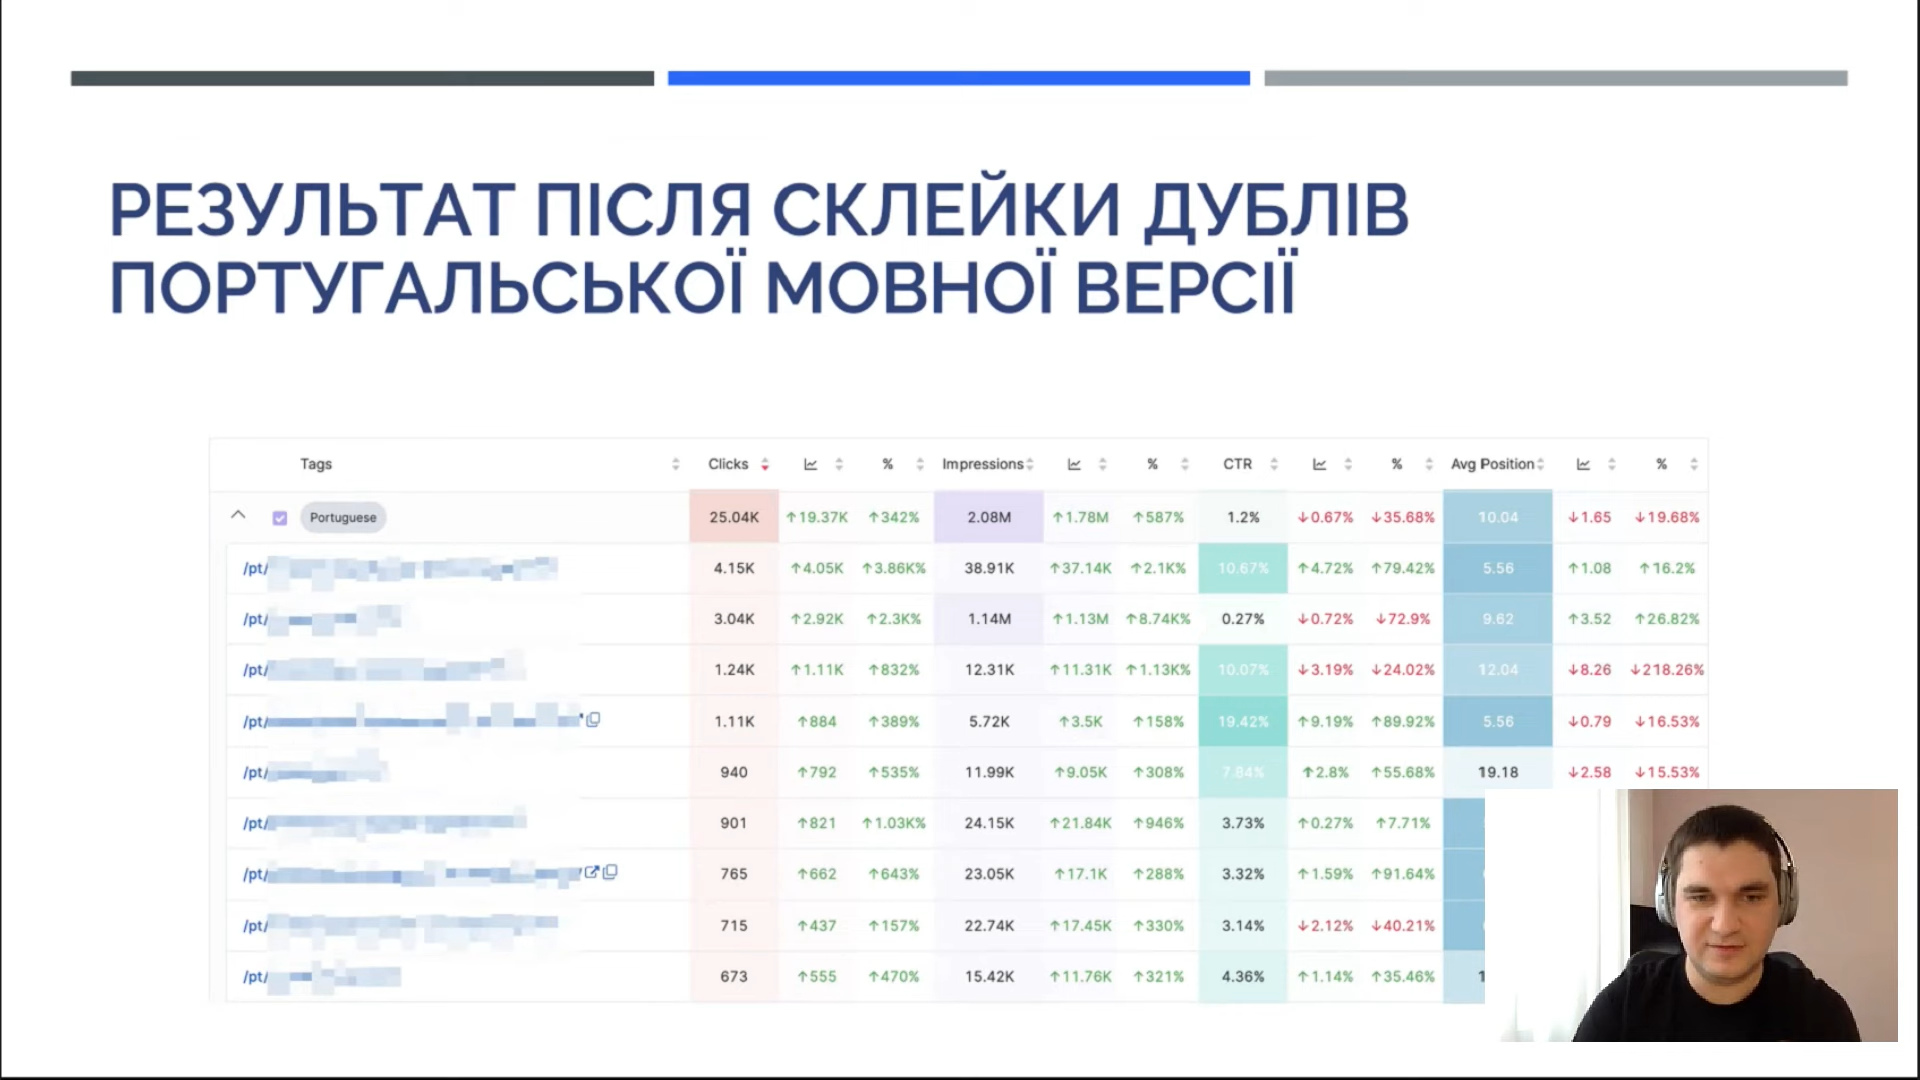 РЕЗУЛЬТАТ ПІСЛЯ СКЛЕЙКИ ДУБЛІВ
ПОРТУГАЛЬСЬКОЇ МОВНОЇ ВЕРСІЇ
Tags Clicks % Impressions % CTR % Avg Position %
Portuguese 25.04K ↑19.37K ↑342% 2.08M ↑1.78M ↑587% 1.2% ↓0.67% ↓35.68% 10.04 ↓1.65 ↓19.68%
/pt/ 4.15K ↑4.05K ↑3.86K% 38.91K ↑37.14K ↑2.1K% 10.67% ↑4.72% ↑79.42% 5.56 ↑1.08 ↑16.2%
/pt/ 3.04K ↑2.92K ↑2.3K% 1.14M ↑1.13M ↑8.74K% 0.27% ↓0.72% ↓72.9% 9.62 ↑3.52 ↑26.82%
/pt/ 1.24K ↑1.11K ↑832% 12.31K ↑11.31K ↑1.13K% 10.07% ↓3.19% ↓24.02% 12.04 ↓8.26 ↓218.26%
/pt/ 1.11K ↑884 ↑389% 5.72K ↑3.5K ↑158% 19.42% ↑9.19% ↑89.92% 5.56 ↓0.79 ↓16.53%
/pt/ 940 ↑792 ↑535% 11.99K ↑9.05K ↑308% 7.84% ↑2.8% ↑55.68% 19.18 ↓2.58 ↓15.53%
/pt/ 901 ↑821 ↑1.03K% 24.15K ↑21.84K ↑946% 3.73% ↑0.27% ↑7.71%
/pt/ 765 ↑662 ↑643% 23.05K ↑17.1K ↑288% 3.32% ↑1.59% ↑91.64%
/pt/ 715 ↑437 ↑157% 22.74K ↑17.45K ↑330% 3.14% ↓2.12% ↓40.21%
/pt/ 673 ↑555 ↑470% 15.42K ↑11.76K ↑321% 4.36% ↑1.14% ↑35.46%